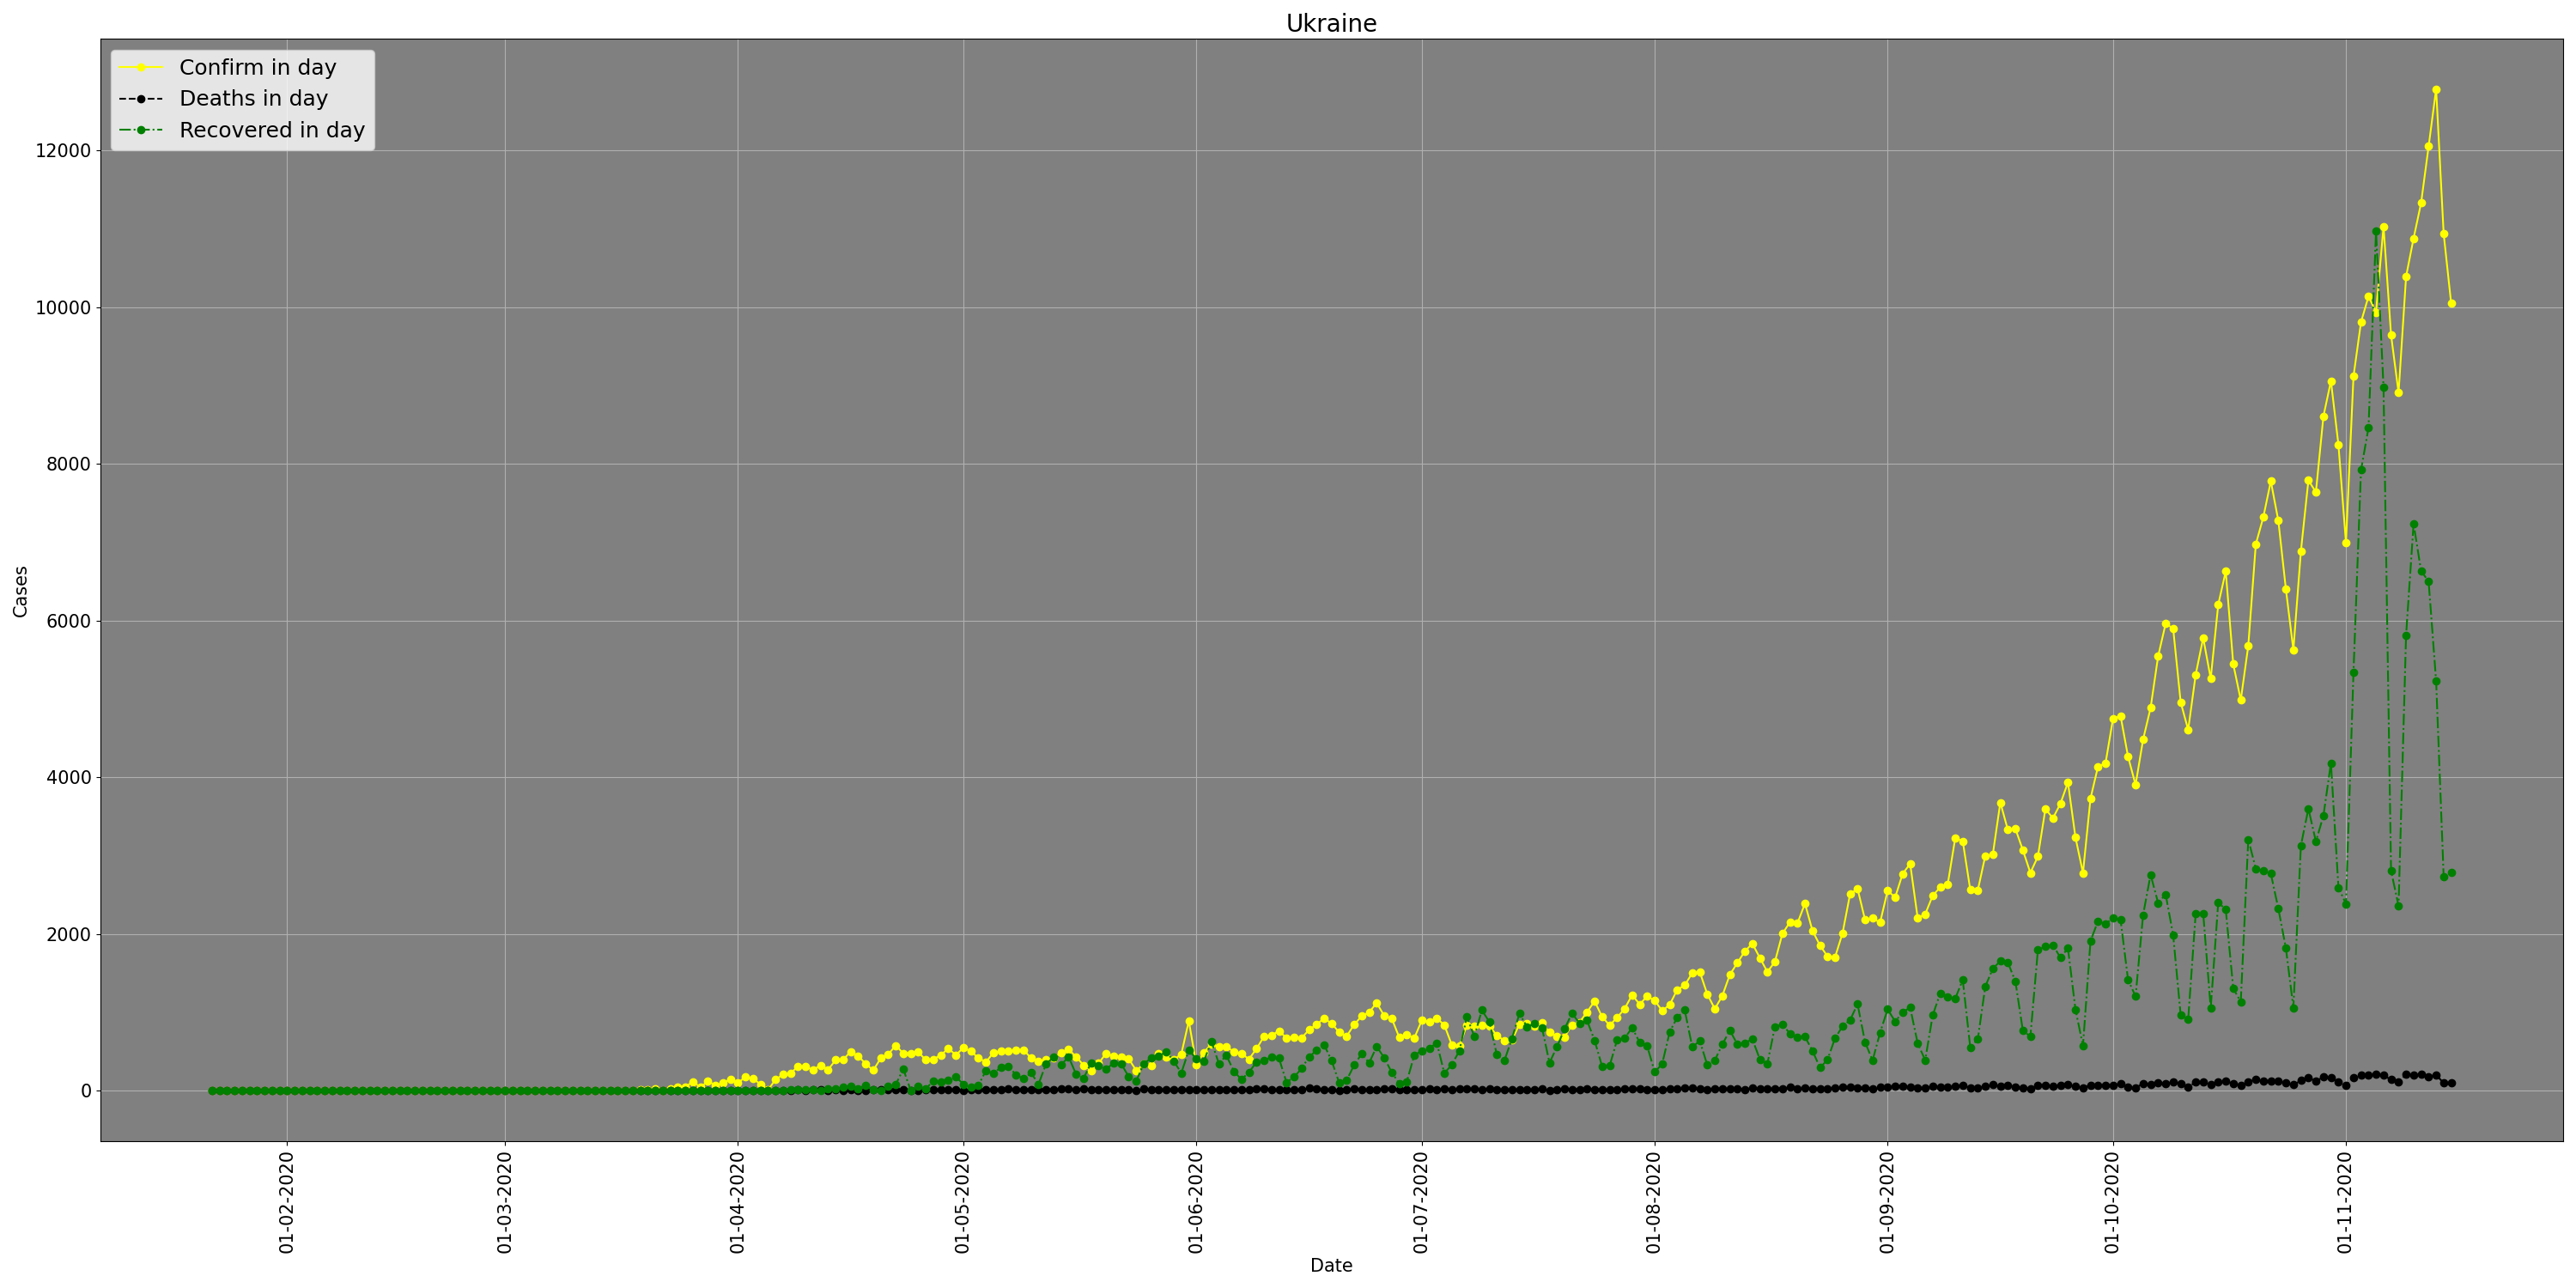 Ukraine
Confirm in day
Deaths in day
Recovered in day
12000
10000
8000
6000
4000
2000
0
Cases
01-02-2020
01-03-2020
01-04-2020
01-05-2020
01-06-2020
01-07-2020
01-08-2020
01-09-2020
01-10-2020
01-11-2020
Date